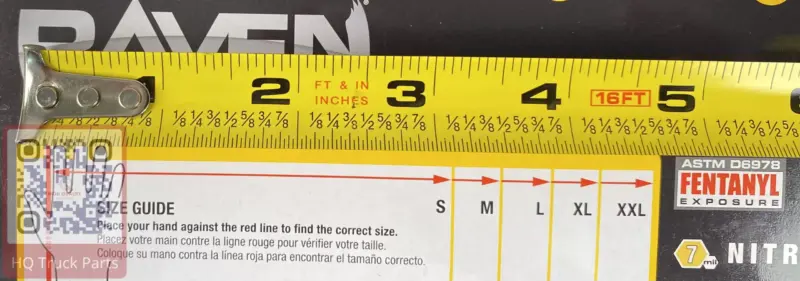 RAVEN
1 2 FT & IN 3 4 16FT 5 6
INCHES
1/8 1/4 3/8 1/2 5/8 3/4 7/8 1/8 1/4 3/8 1/2 5/8 3/4 7/8 1/8 1/4 3/8 1/2 5/8 3/4 7/8 1/8 1/4 3/8 1/2 5/8 3/4 7/8 1/8 1/4 3/8 1/2 5/8 3/4 7/8
ASTM D6978
FENTANYL
EXPOSURE
SIZE GUIDE S M L XL XXL
Place your hand against the red line to find the correct size.
Placez votre main contre la ligne rouge pour vérifier votre taille.
Coloque su mano contra la línea roja para encontrar el tamaño correcto.
7 mil NITR
HQ Truck Parts